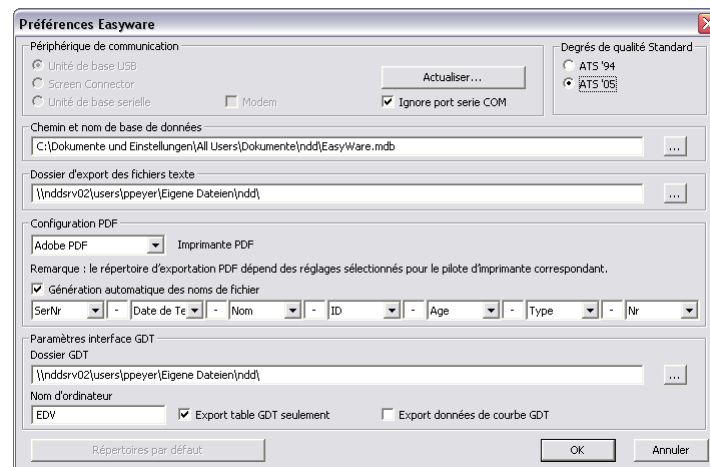 Préférences Easyware
Périphérique de communication
Unité de base USB
Screen Connector
Unité de base serielle
Modem
Actualiser...
Ignore port serie COM
Degrés de qualité Standard
ATS '94
ATS '05
Chemin et nom de base de données
C:\Dokumente und Einstellungen\All Users\Dokumente\ndd\EasyWare.mdb
...
Dossier d'export des fichiers texte
\\nddsrv02\users\ppeyer\Eigene Dateien\ndd\
...
Configuration PDF
Adobe PDF Imprimante PDF
Remarque : le répertoire d'exportation PDF dépend des réglages sélectionnés pour le pilote d'imprimante correspondant.
Génération automatique des noms de fichier
SerNr - Date de Te - Nom - ID - Age - Type - Nr
Paramètres interface GDT
Dossier GDT
\\nddsrv02\users\ppeyer\Eigene Dateien\ndd\
...
Nom d'ordinateur
EDV Export table GDT seulement Export données de courbe GDT
Répertoires par défaut OK Annuler